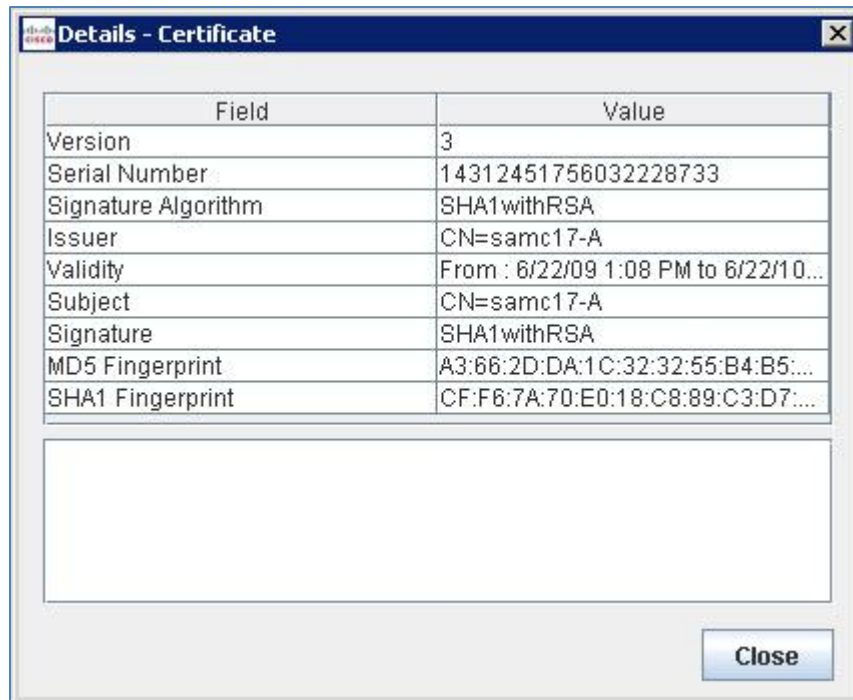 CISCO Details - Certificate
Field Value
Version 3
Serial Number 14312451756032228733
Signature Algorithm SHA1withRSA
Issuer CN=samc17-A
Validity From : 6/22/09 1:08 PM to 6/22/10...
Subject CN=samc17-A
Signature SHA1withRSA
MD5 Fingerprint A3:66:2D:DA:1C:32:32:55:B4:B5:...
SHA1 Fingerprint CF:F6:7A:70:E0:18:C8:89:C3:D7:...
Close